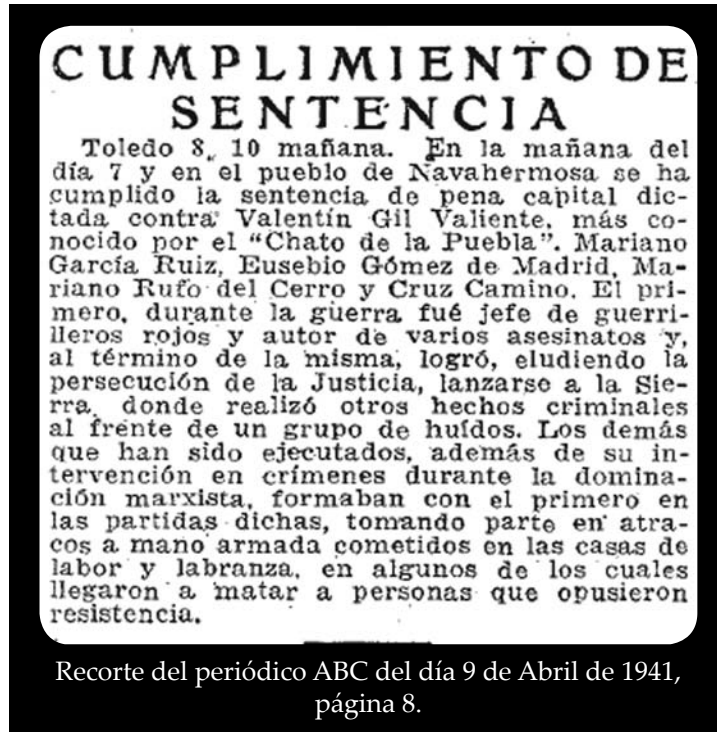 CUMPLIMIENTO DE
SENTENCIA
Toledo 8, 10 mañana. En la mañana del
día 7 y en el pueblo de Navahermosa se ha
cumplido la sentencia de pena capital dic-
tada contra Valentín Gil Valiente, más co-
nocido por el "Chato de la Puebla". Mariano
García Ruiz, Eusebio Gómez de Madrid, Ma-
riano Rufo del Cerro y Cruz Camino. El pri-
mero, durante la guerra fué jefe de guerri-
lleros rojos y autor de varios asesinatos y,
al término de la misma, logró, eludiendo la
persecución de la Justicia, lanzarse a la Sie-
rra, donde realizó otros hechos criminales
al frente de un grupo de huídos. Los demás
que han sido ejecutados, además de su in-
tervención en crímenes durante la domina-
ción marxista, formaban con el primero en
las partidas dichas, tomando parte en atra-
cos a mano armada cometidos en las casas de
labor y labranza, en algunos de los cuales
llegaron a matar a personas que opusieron
resistencia.
Recorte del periódico ABC del día 9 de Abril de 1941,
página 8.